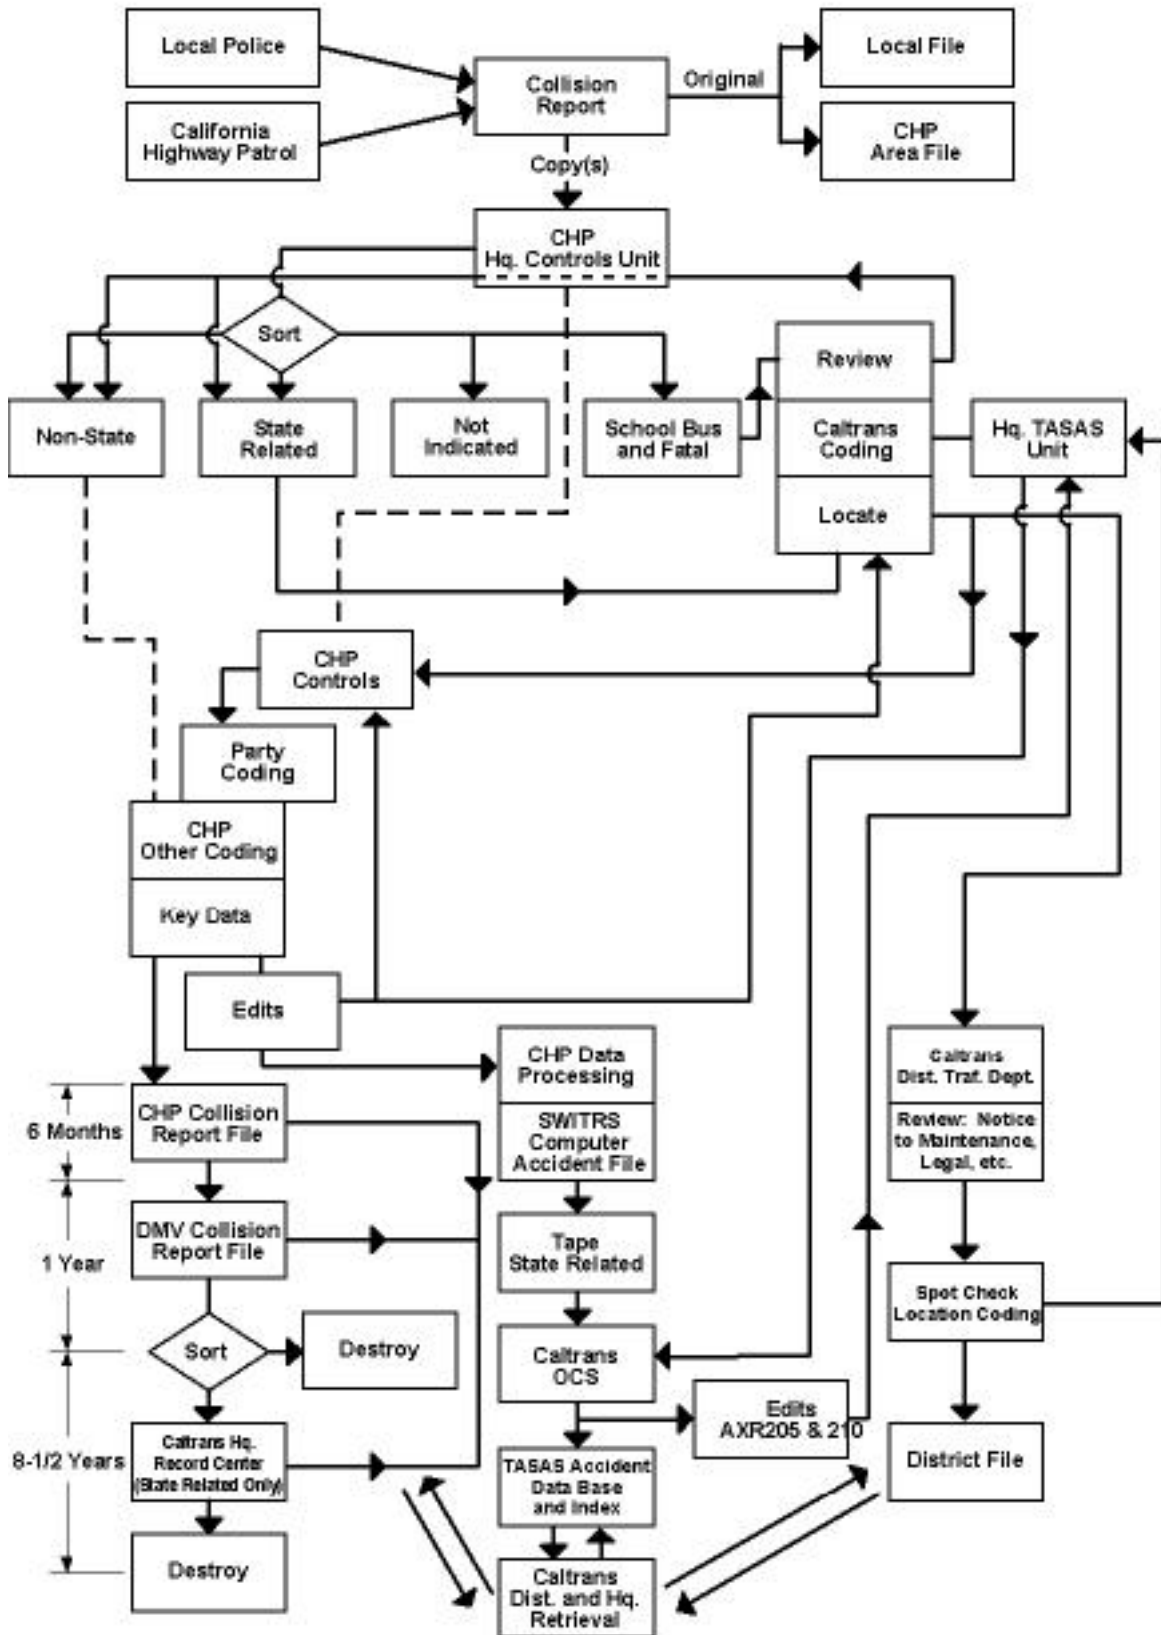 Local Police
Local File
Collision
Report
Original
California
Highway Patrol
CHP
Area File
Copy(s)
CHP
Hq. Controls Unit
Sort
Review
Non-State
State
Related
Not
Indicated
School Bus
and Fatal
Caltrans
Coding
Hq. TASAS
Unit
Locate
CHP
Controls
Party
Coding
CHP
Other Coding
Key Data
Edits
CHP Data
Processing
Caltrans
Dist. Traf. Dept.
6 Months
CHP Collision
Report File
SWITRS
Computer
Accident File
Review: Notice
to Maintenance,
Legal, etc.
1 Year
DMV Collision
Report File
Tape
State Related
Spot Check
Location Coding
Sort
Destroy
Caltrans
OCS
Edits
AXR205 & 210
8-1/2 Years
Caltrans Hq.
Record Center
(State Related Only)
TASAS Accident
Data Base
and Index
District File
Destroy
Caltrans
Dist. and Hq.
Retrieval